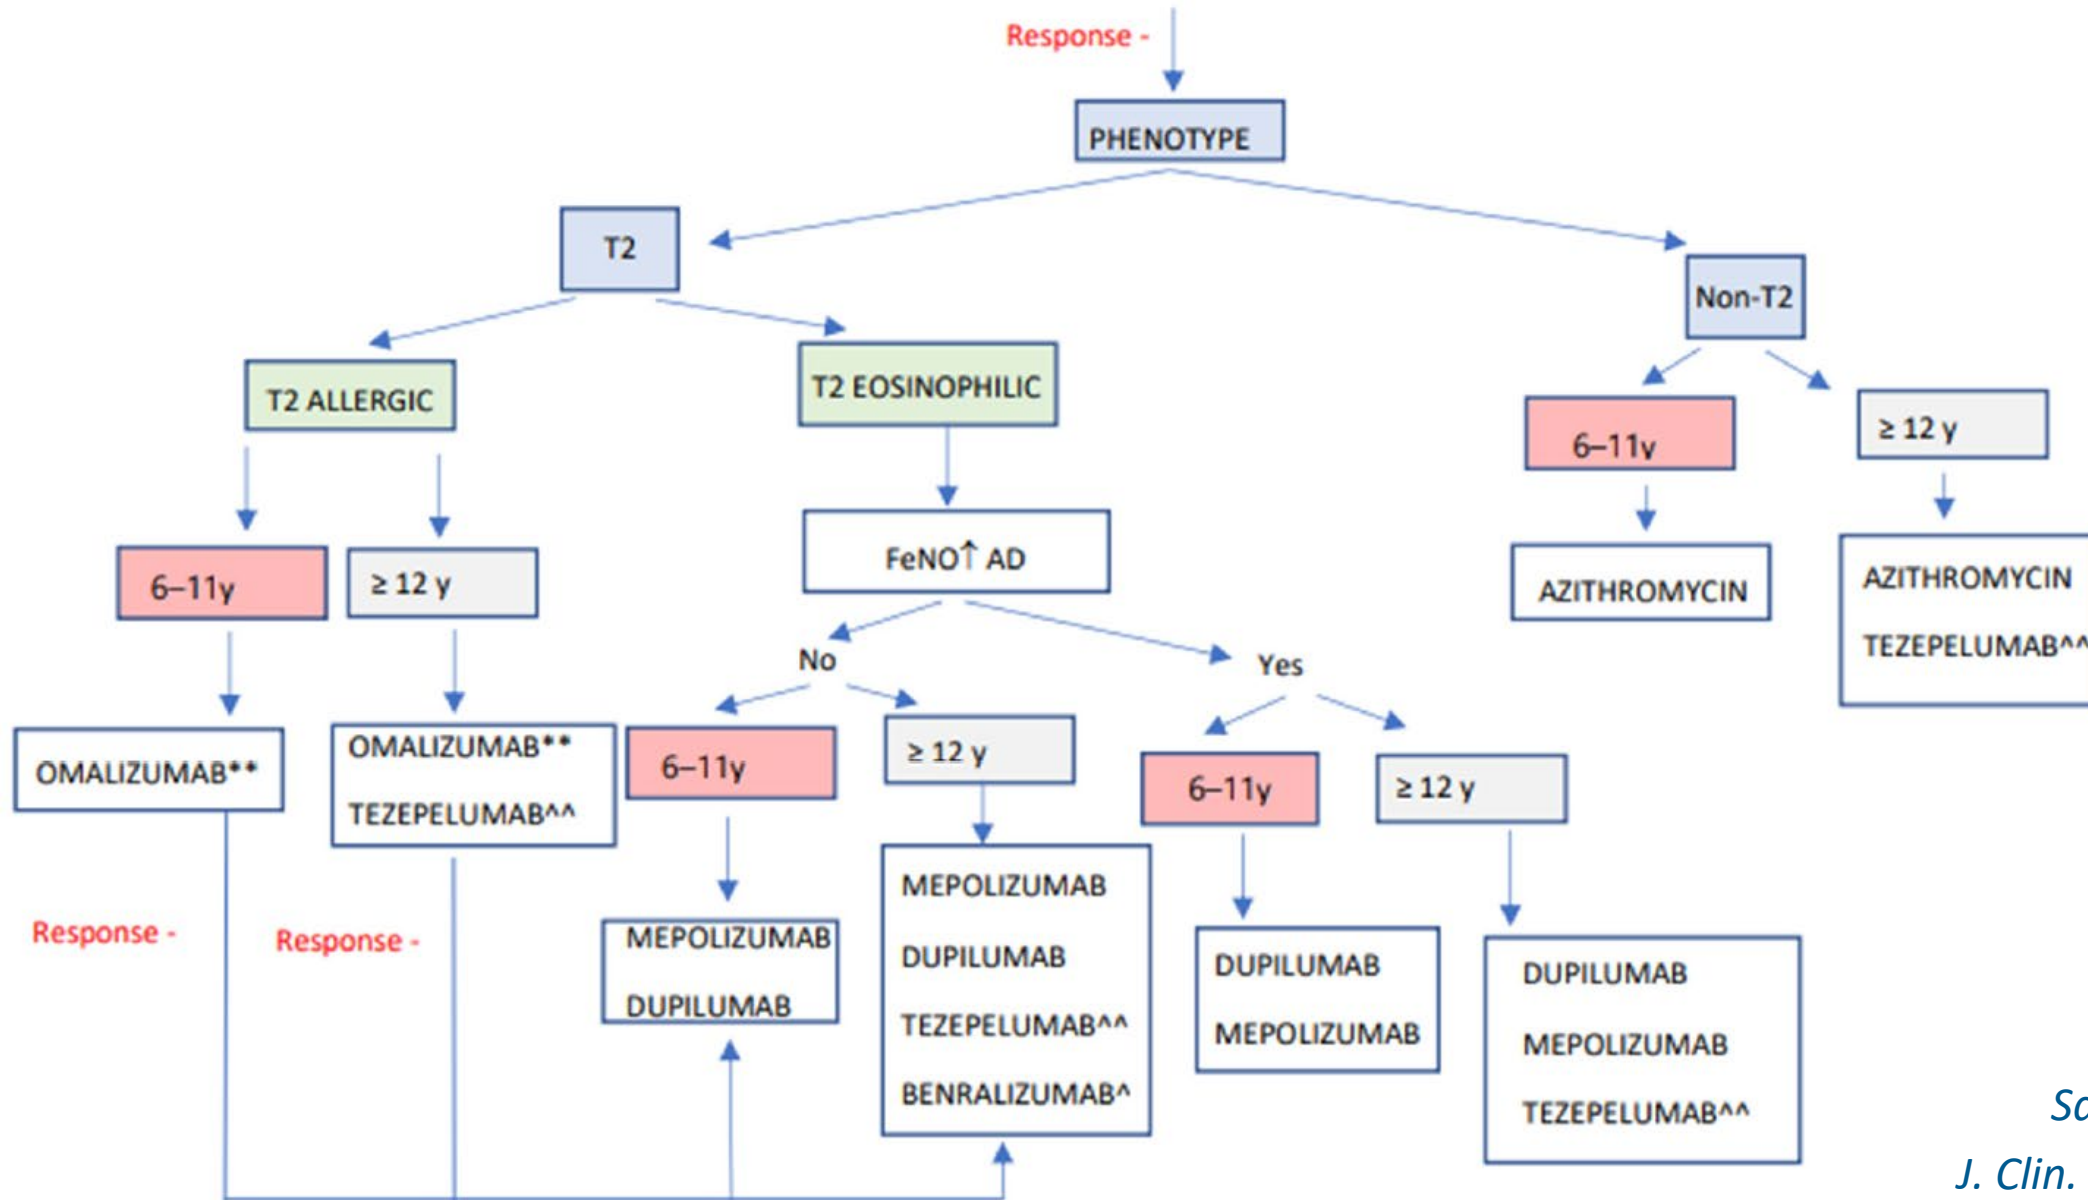 Response -
PHENOTYPE
T2
Non-T2
T2 ALLERGIC
T2 EOSINOPHILIC
6–11y
≥ 12 y
FeNO↑ AD
6–11y
≥ 12 y
AZITHROMYCIN
AZITHROMYCIN
TEZEPELUMAB^^
No
Yes
OMALIZUMAB**
OMALIZUMAB**
TEZEPELUMAB^^
6–11y
≥ 12 y
6–11y
≥ 12 y
Response -
Response -
MEPOLIZUMAB
DUPILUMAB
MEPOLIZUMAB
DUPILUMAB
TEZEPELUMAB^^
BENRALIZUMAB^
DUPILUMAB
MEPOLIZUMAB
DUPILUMAB
MEPOLIZUMAB
TEZEPELUMAB^^
J. Clin.